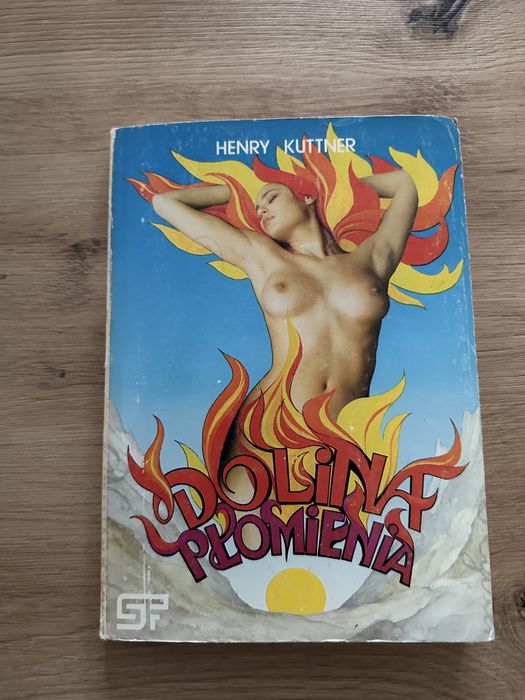 HENRY KUTTNER
DOLINA
PŁOMIENIA
SF